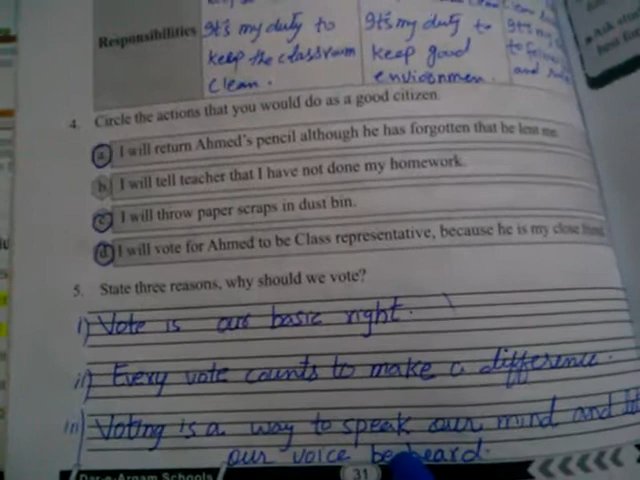 Responsibilities
It's my duty to keep the classroom clean.
It's my duty to keep good environmen.
4. Circle the actions that you would do as a good citizen.
a. I will return Ahmed's pencil although he has forgotten that he lent me.
b. I will tell teacher that I have not done my homework.
c. I will throw paper scraps in dust bin.
d. I will vote for Ahmed to be Class representative, because he is my close friend.
5. State three reasons, why should we vote?
i) Vote is our basic right.
ii) Every vote counts to make a difference.
iii) Voting is a way to speak our mind and
our voice be heard.
Dar-e-Arqam Schools
31